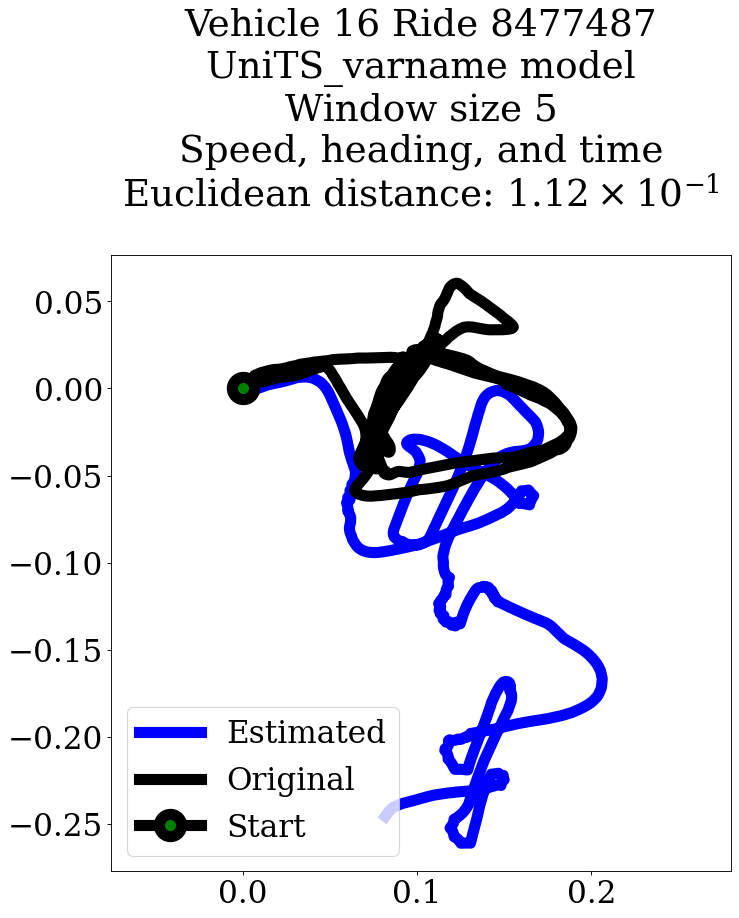 Vehicle 16 Ride 8477487
UniTS_varname model
Window size 5
Speed, heading, and time
Euclidean distance: 1.12 × 10⁻¹
0.05
0.00
−0.05
−0.10
−0.15
−0.20
−0.25
Estimated
Original
Start
0.0 0.1 0.2